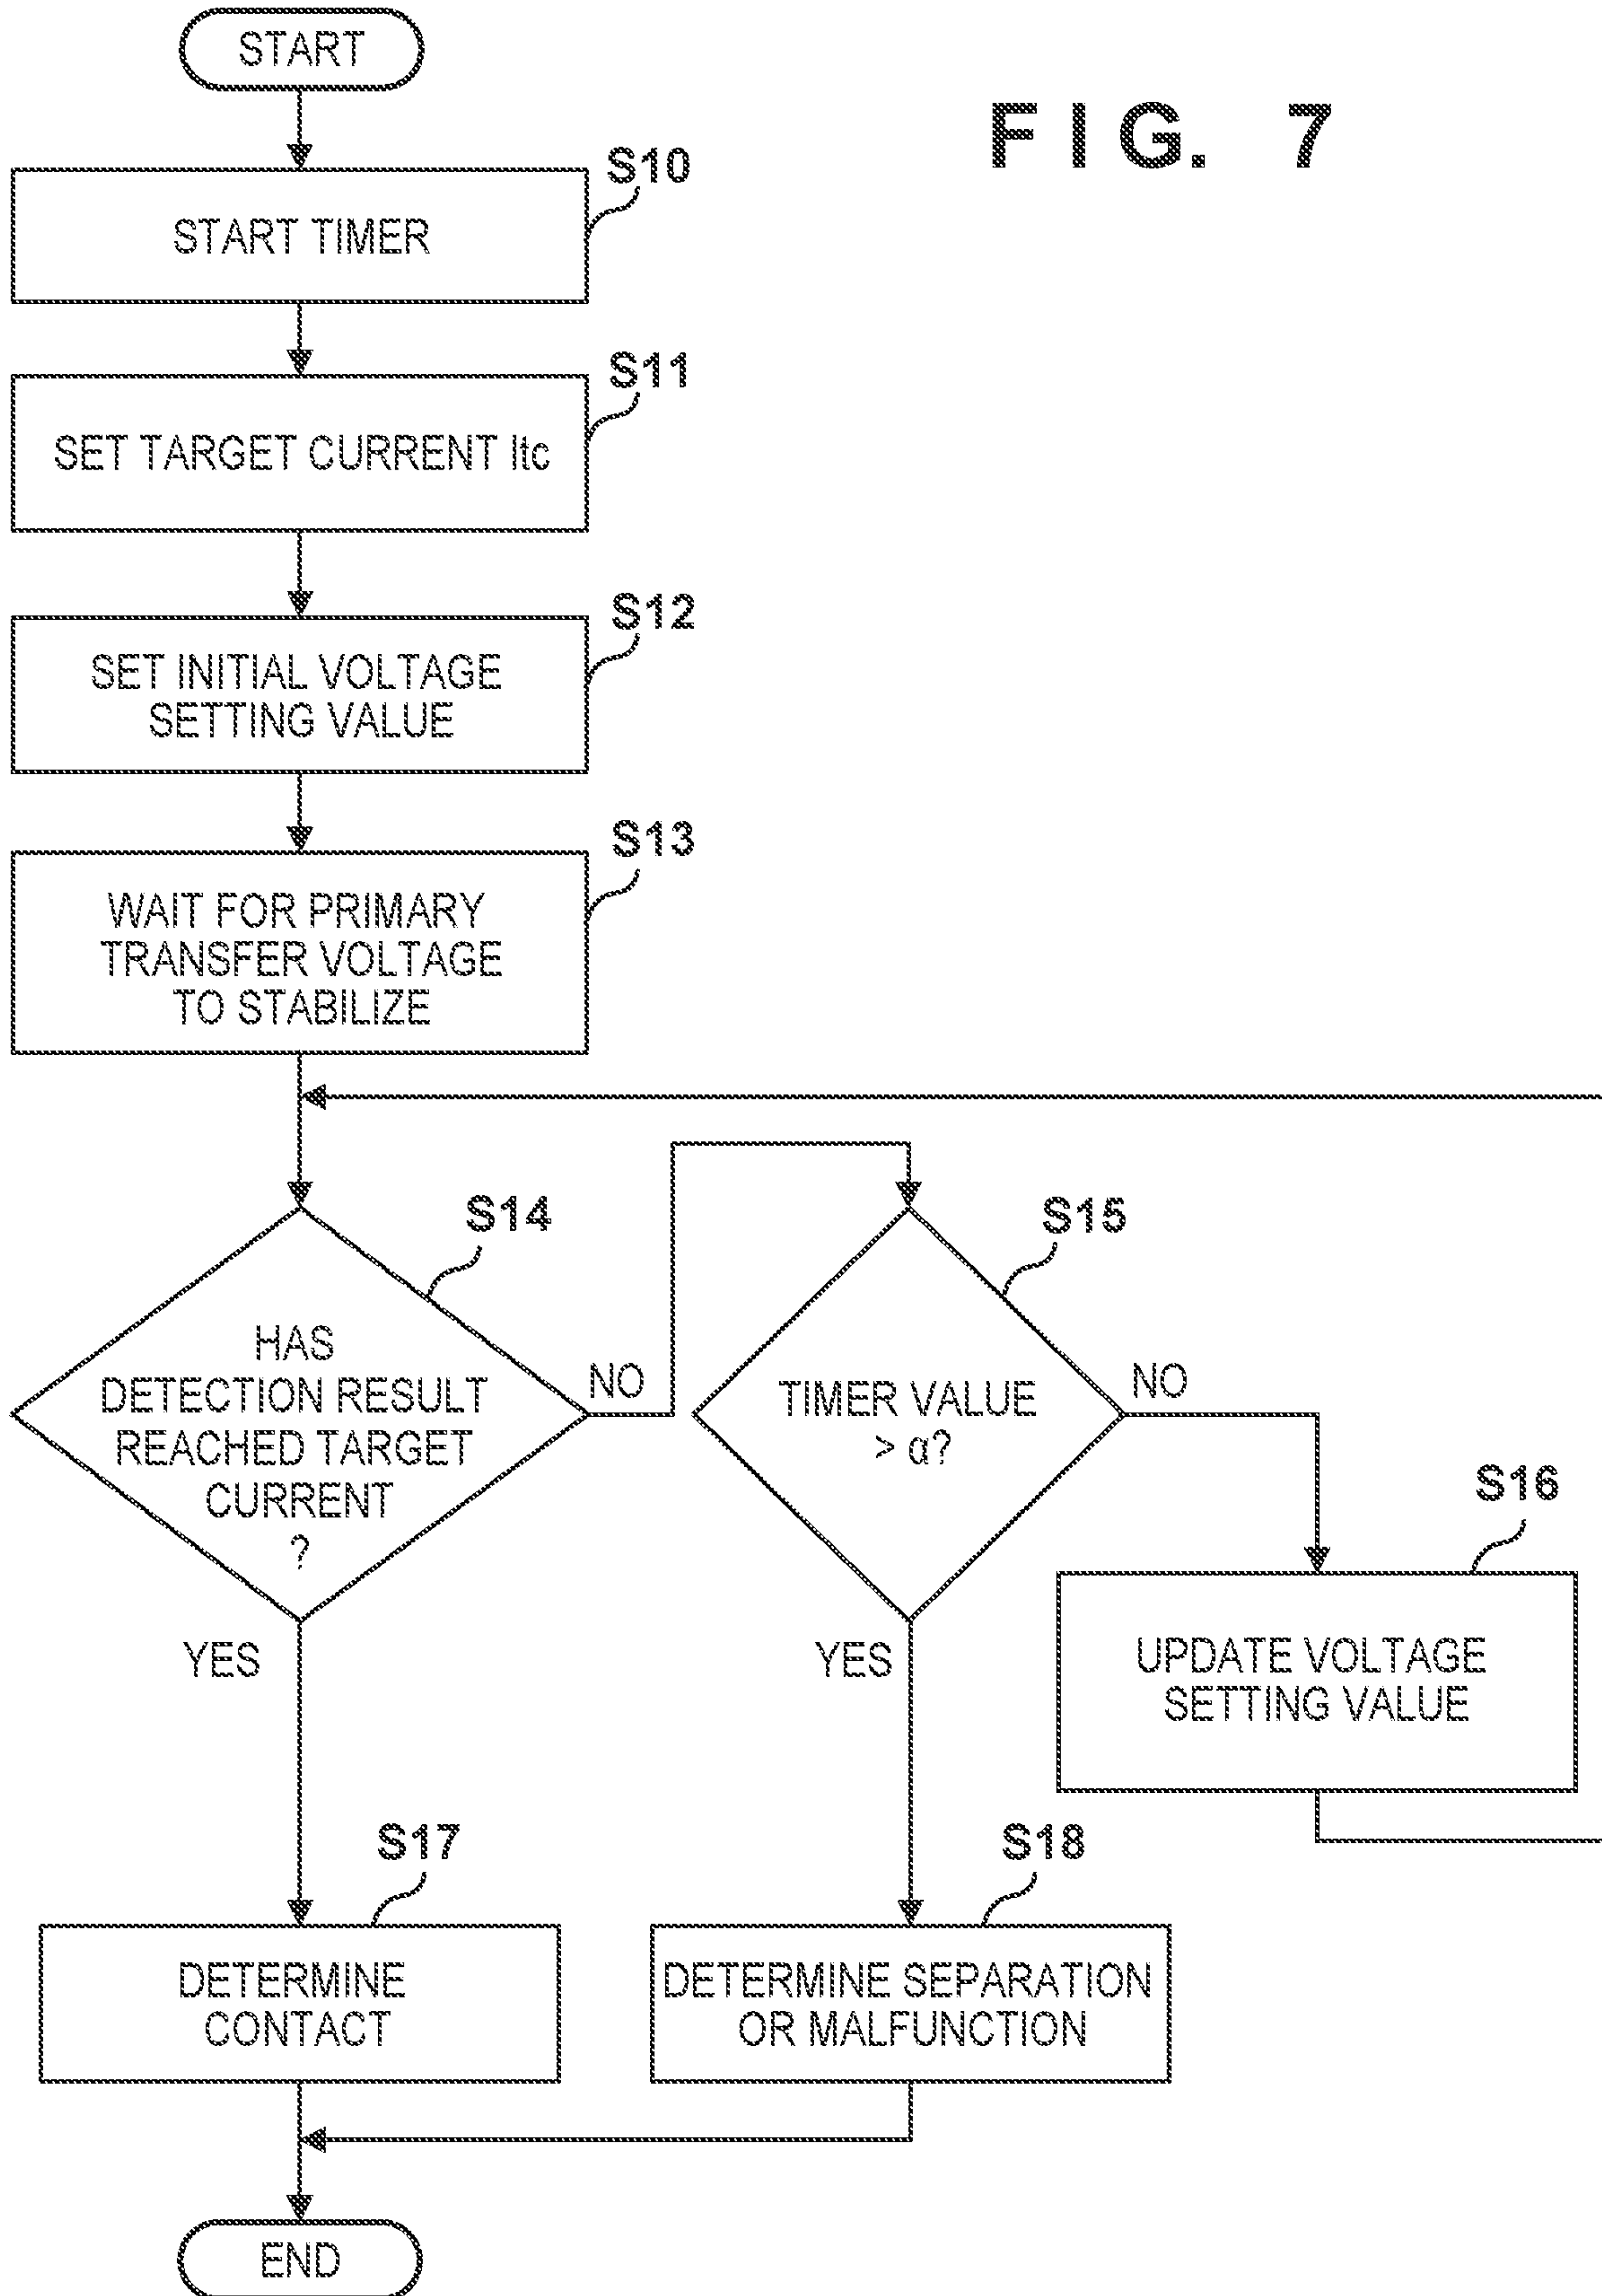 START
FIG. 7
S10
START TIMER
S11
SET TARGET CURRENT Itc
S12
SET INITIAL VOLTAGE
SETTING VALUE
S13
WAIT FOR PRIMARY
TRANSFER VOLTAGE
TO STABILIZE
S14
HAS
DETECTION RESULT
REACHED TARGET
CURRENT
?
NO
YES
S15
TIMER VALUE
> α?
NO
YES
S16
UPDATE VOLTAGE
SETTING VALUE
S17
DETERMINE
CONTACT
S18
DETERMINE SEPARATION
OR MALFUNCTION
END